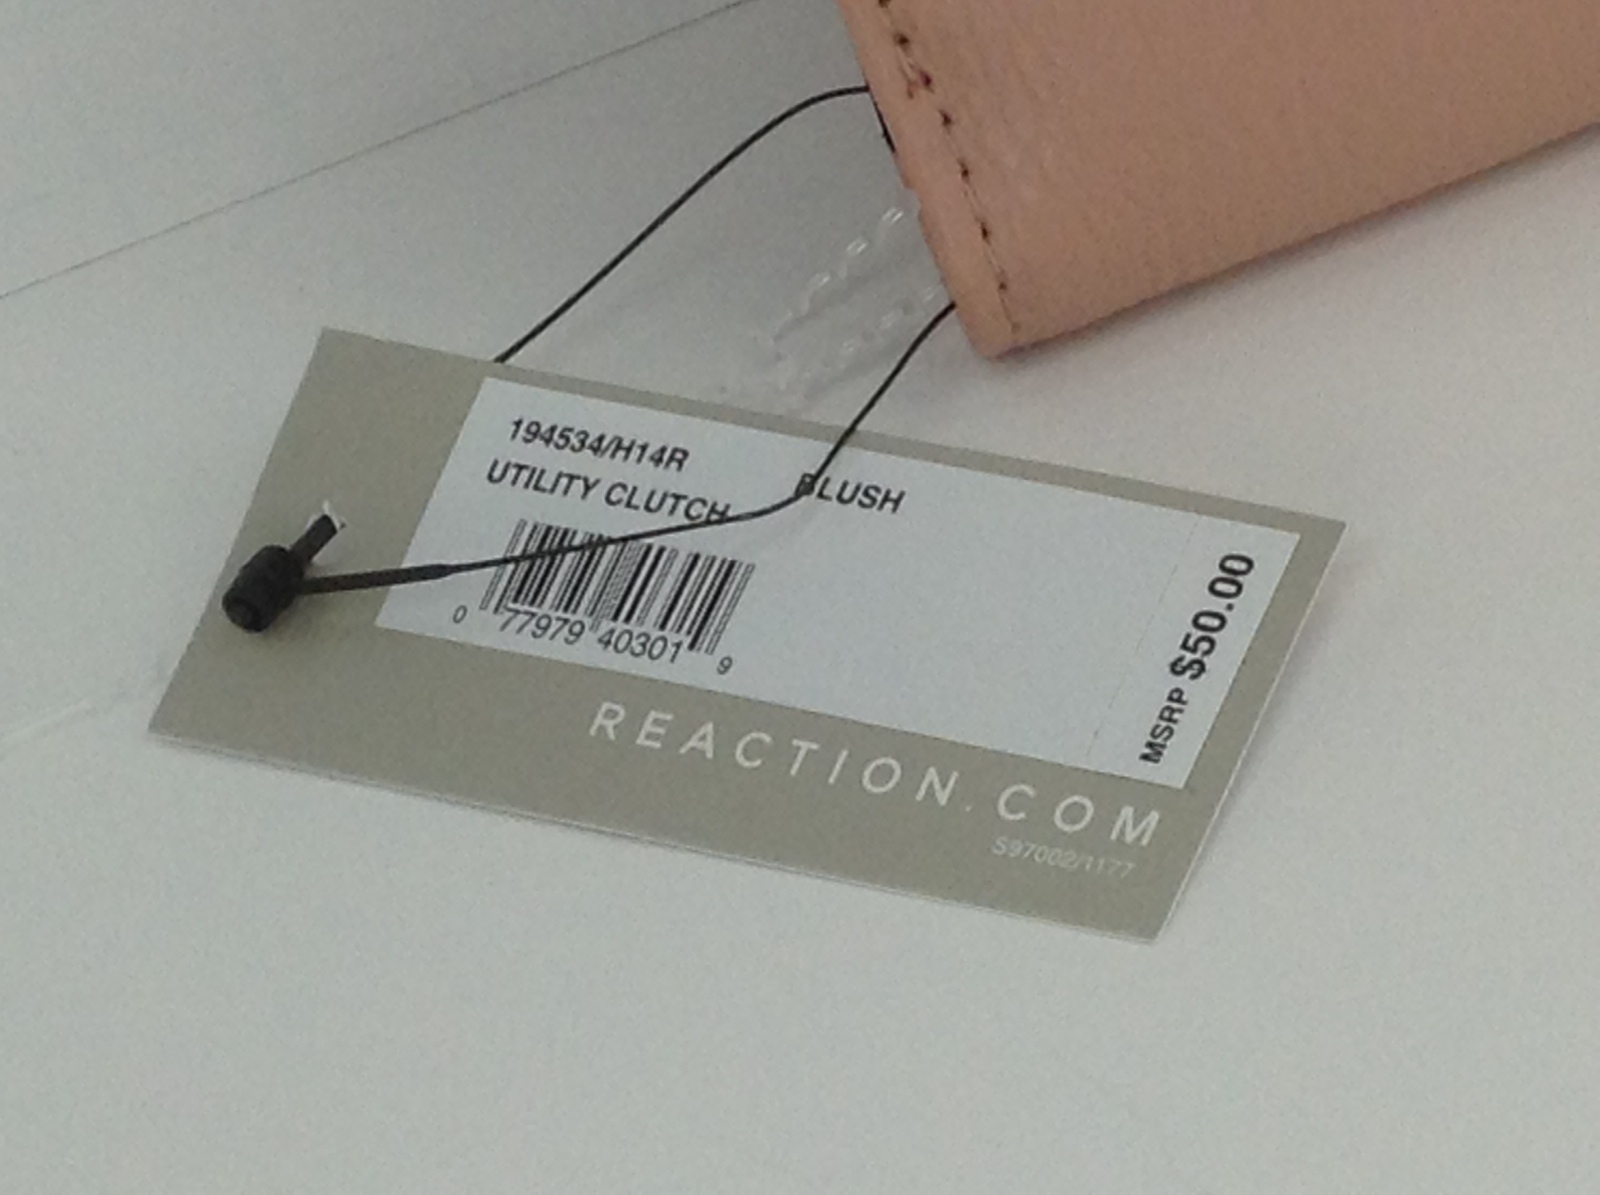 194534/H14R
UTILITY CLUTCH BLUSH
0 77979 40301 9
MSRP $50.00
REACTION.COM
S97002/1177